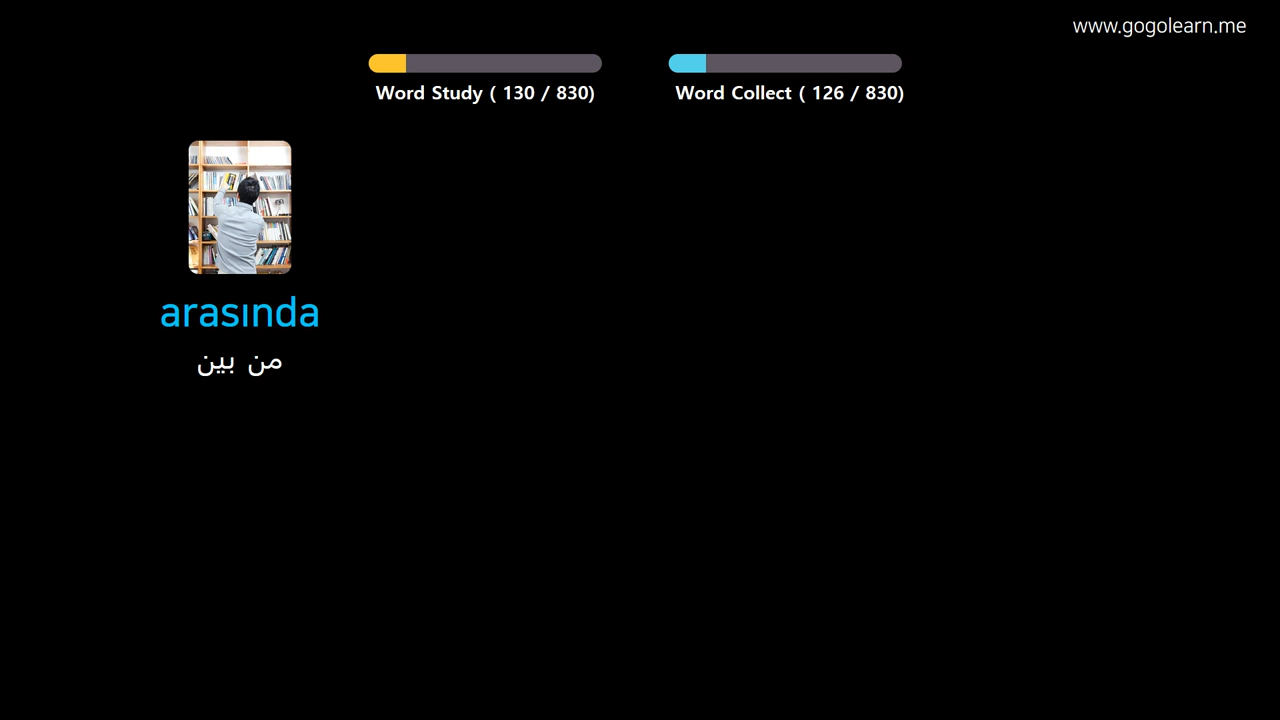 www.gogolearn.me
Word Study ( 130 / 830)
Word Collect ( 126 / 830)
arasında
من بين